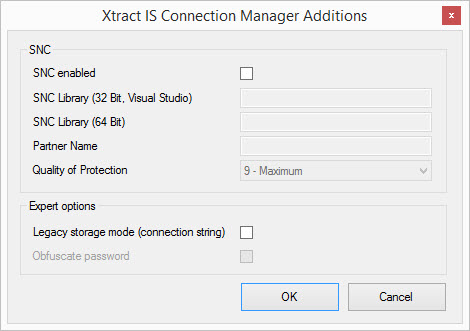 Xtract IS Connection Manager Additions
x
SNC
SNC enabled
SNC Library (32 Bit, Visual Studio)
SNC Library (64 Bit)
Partner Name
Quality of Protection 9 - Maximum
Expert options
Legacy storage mode (connection string)
Obfuscate password
OK Cancel